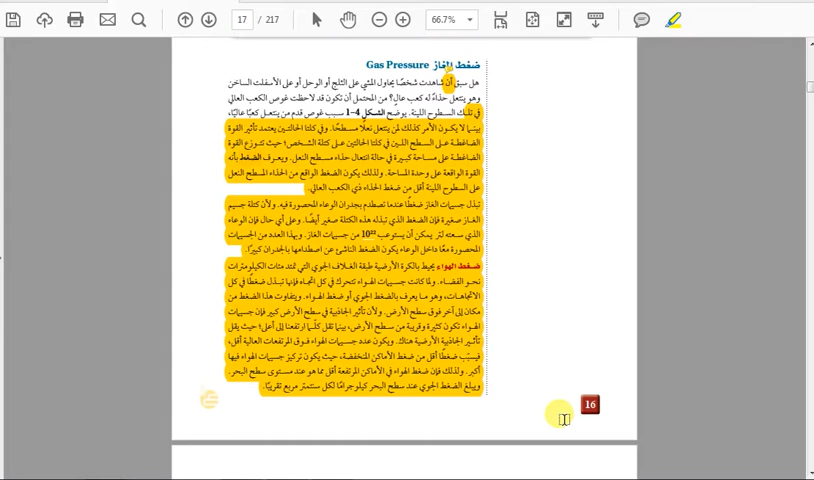 17 / 217
66.7%
ضغط الغاز Gas Pressure
هل سبق أن شاهدت شخصًا يحاول المشي على الثلج أو الوحل أو على الأسفلت الساخن
وهو ينتعل حذاءً له كعب عالٍ؟ من المحتمل أن تكون قد لاحظت غوص الكعب العالي
في تلك السطوح اللينة. يوضح الشكل 4-1 سبب غوص قدم من ينتعل كعبًا عاليًا،
بينما لا يكون الأمر كذلك لمن ينتعل نعلًا مسطحًا. وفي كلتا الحالتين يعتمد تأثير القوة
الضاغطة على السطح اللين في كلتا الحالتين على كتلة الشخص؛ حيث تتوزع القوة
الضاغطة على مساحة كبيرة في حالة انتعال حذاء مسطح النعل. ويعرف الضغط بأنه
القوة الواقعة على وحدة المساحة. ولذلك يكون الضغط الواقع من الحذاء المسطح النعل
على السطوح اللينة أقل من ضغط الحذاء ذي الكعب العالي.
تبذل جسيمات الغاز ضغطًا عندما تصطدم بجدران الوعاء المحصورة فيه. ولأن كتلة جسيم
الغاز صغيرة فإن الضغط الذي تبذله هذه الكتلة صغير أيضًا. وعلى أي حال فإن الوعاء
الذي سعته لتر يمكن أن يستوعب 10²² من جسيمات الغاز. وبهذا العدد من الجسيمات
المحصورة معًا داخل الوعاء يكون الضغط الناشئ عن اصطدامها بالجدران كبيرًا.
ضغط الهواء يحيط بالكرة الأرضية طبقة الغلاف الجوي التي تمتد مئات الكيلومترات
نحو الفضاء. ولما كانت جسيمات الهواء تتحرك في كل اتجاه فإنها تبذل ضغطًا في كل
الاتجاهات، وهو ما يعرف بالضغط الجوي أو ضغط الهواء. ويتفاوت هذا الضغط من
مكان إلى آخر فوق سطح الأرض. ولأن تأثير الجاذبية في سطح الأرض كبير فإن جسيمات
الهواء تكون كثيرة وقريبة من سطح الأرض، بينما تقل كلّما ارتفعنا إلى أعلى؛ حيث يقل
تأثير الجاذبية الأرضية هناك. ويكون عدد جسيمات الهواء فوق المرتفعات العالية أقل،
فيسبّب ضغطًا أقل من ضغط الأماكن المنخفضة، حيث يكون تركيز جسيمات الهواء فيها
أكبر. ولذلك فإن ضغط الهواء في الأماكن المرتفعة أقل مما هو عند مستوى سطح البحر.
ويبلغ الضغط الجوي عند سطح البحر كيلوجرامًا لكل سنتمتر مربع تقريبًا.
16